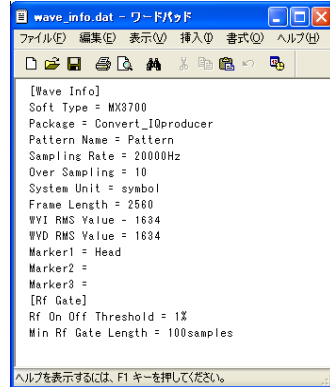 wave_info.dat - ワードパッド
ファイル(F) 編集(E) 表示(V) 挿入(I) 書式(O) ヘルプ(H)
[Wave Info]
Soft Type = MX3700
Package = Convert_IQproducer
Pattern Name = Pattern
Sampling Rate = 20000Hz
Over Sampling = 10
System Unit = symbol
Frame Length = 2560
WVI RMS Value - 1634
WVD RMS Value = 1634
Marker1 = Head
Marker2 =
Marker3 =
[Rf Gate]
Rf On Off Threshold = 1%
Min Rf Gate Length = 100samples
ヘルプを表示するには、F1 キーを押してください。